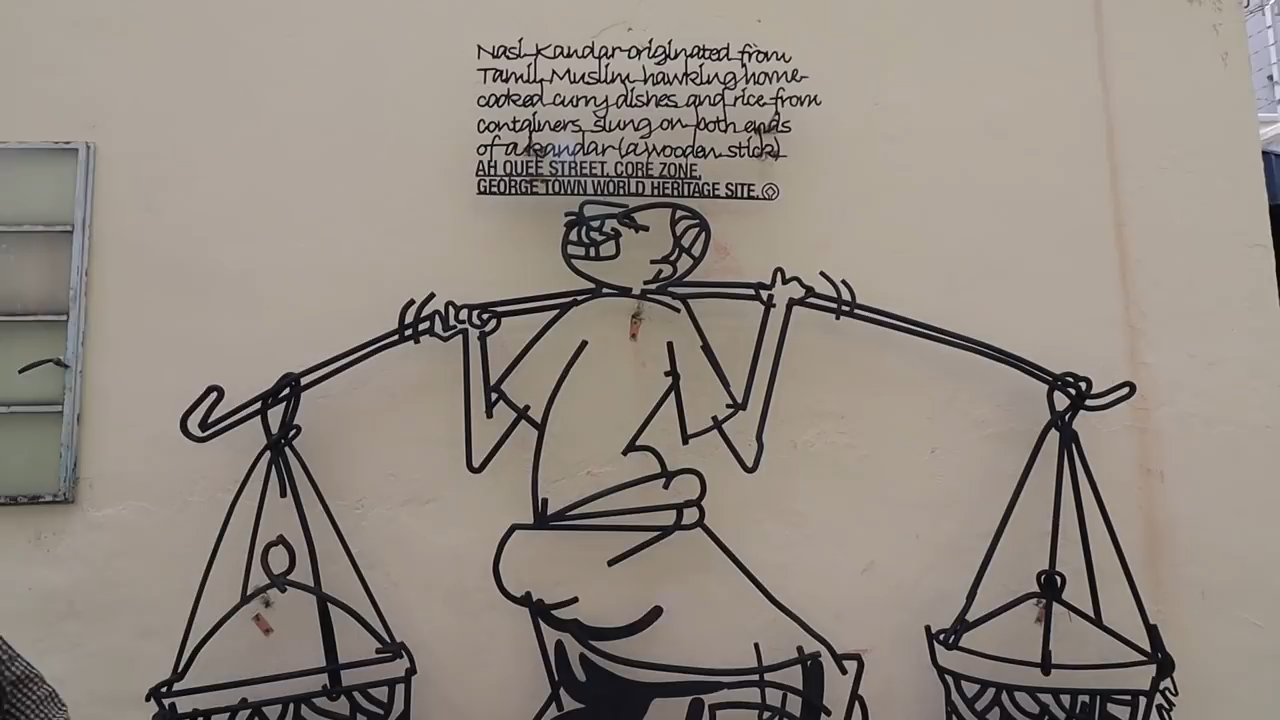 Nasi Kandar originated from
Tamil Muslim hawking home-
cooked curry dishes and rice from
containers slung on both ends
of a kandar (a wooden stick)
AH QUEE STREET, CORE ZONE,
GEORGE TOWN WORLD HERITAGE SITE.